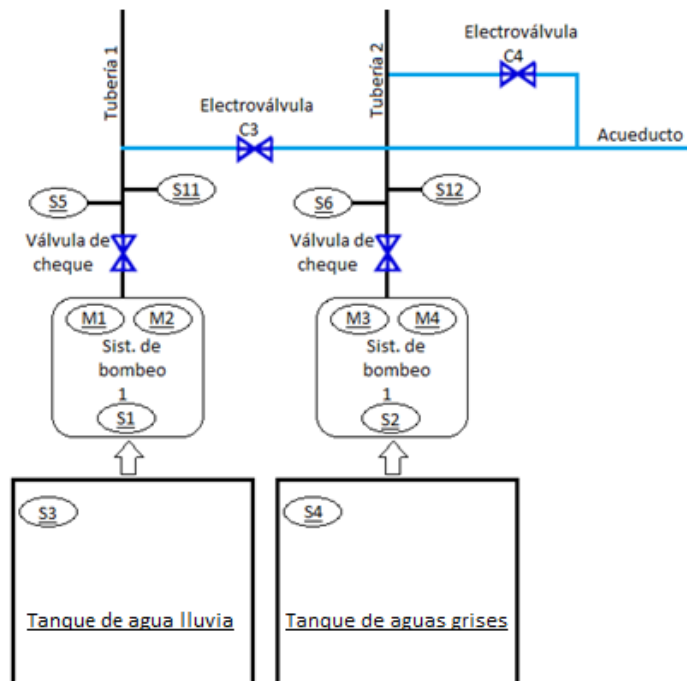 Tubería 1
Tubería 2
Electroválvula
C4
Electroválvula
C3
Acueducto
S5
S11
S6
S12
Válvula de
cheque
Válvula de
cheque
M1
M2
Sist. de
bombeo
1
S1
M3
M4
Sist. de
bombeo
1
S2
S3
Tanque de agua lluvia
S4
Tanque de aguas grises